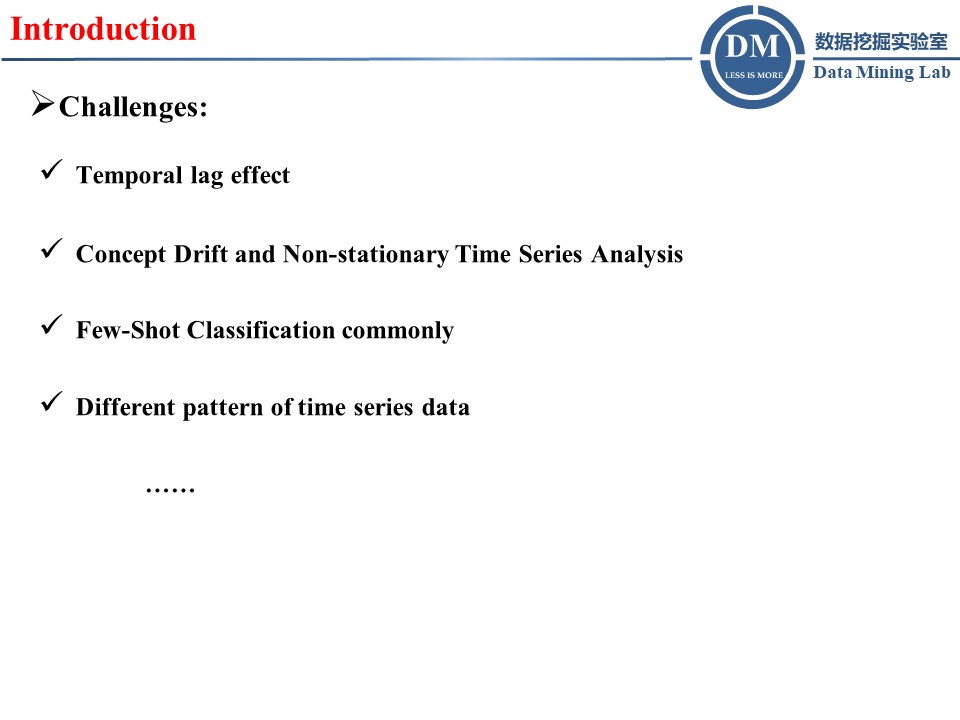 Introduction
DM
LESS IS MORE
数据挖掘实验室
Data Mining Lab
Challenges:
Temporal lag effect
Concept Drift and Non-stationary Time Series Analysis
Few-Shot Classification commonly
Different pattern of time series data
……